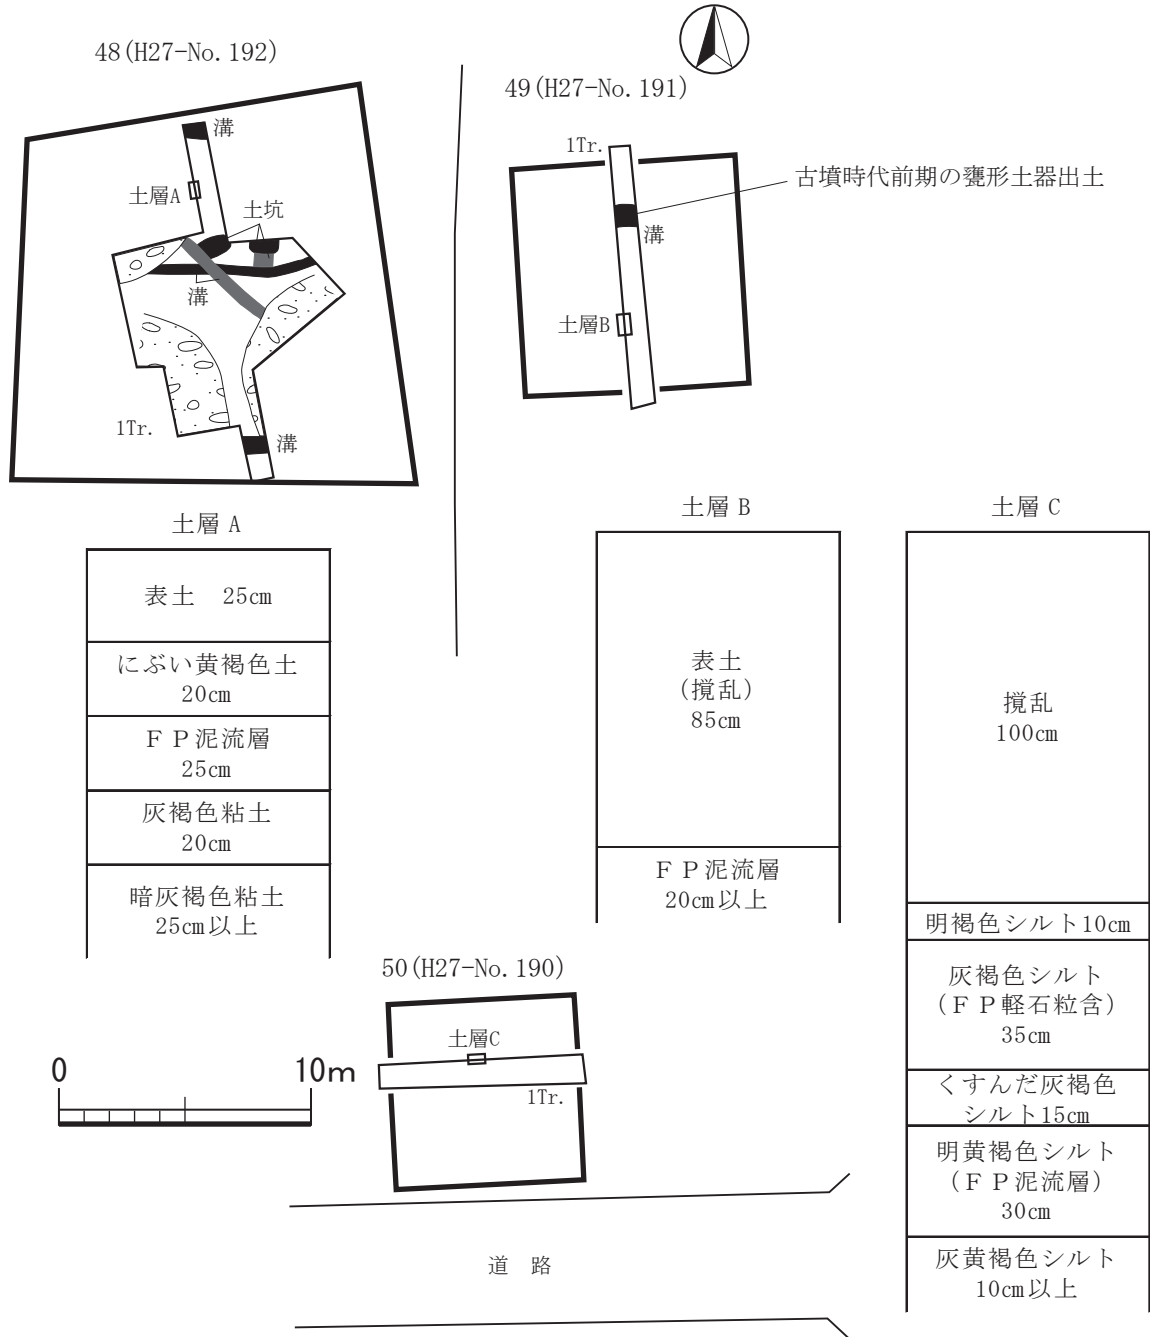 48(H27-No.192)
溝
土層A
土坑
溝
1Tr.
溝
49(H27-No.191)
1Tr.
古墳時代前期の甕形土器出土
溝
土層B
土層 A
表土　25cm
にぶい黄褐色土
20cm
ＦＰ泥流層
25cm
灰褐色粘土
20cm
暗灰褐色粘土
25cm以上
土層 B
表土
（撹乱）
85cm
ＦＰ泥流層
20cm以上
土層 C
撹乱
100cm
明褐色シルト10cm
灰褐色シルト
（ＦＰ軽石粒含）
35cm
くすんだ灰褐色
シルト15cm
明黄褐色シルト
（ＦＰ泥流層）
30cm
灰黄褐色シルト
10cm以上
50(H27-No.190)
土層C
1Tr.
0　10m
道　路